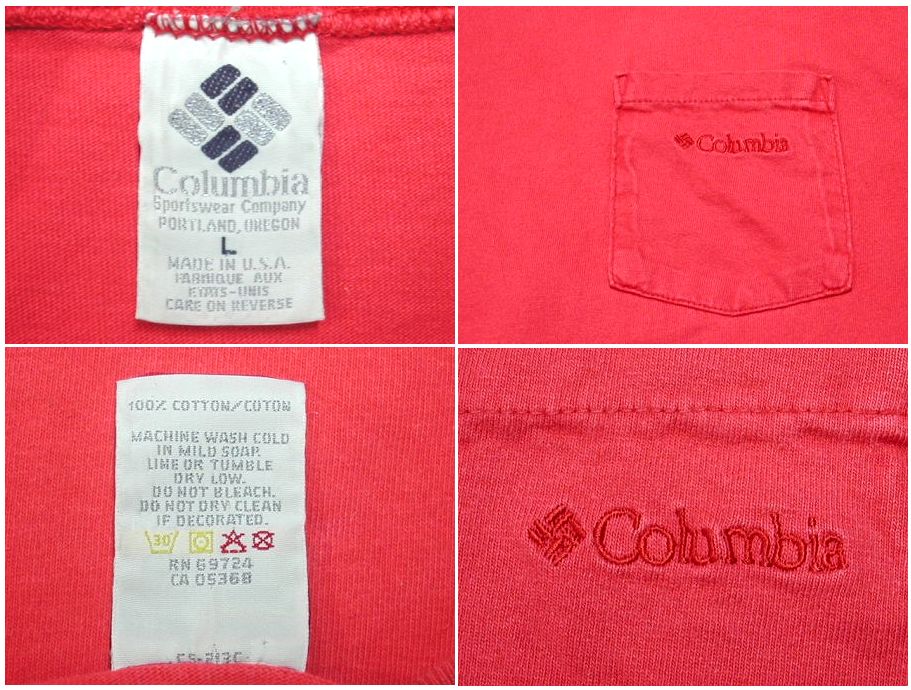 Columbia
Sportswear Company
PORTLAND, OREGON
L
MADE IN U.S.A.
FABRIQUE AUX
ETATS-UNIS
CARE ON REVERSE
Columbia
100% COTTON/COTON
MACHINE WASH COLD
IN MILD SOAP.
LINE OR TUMBLE
DRY LOW.
DO NOT BLEACH.
DO NOT DRY CLEAN
IF DECORATED.
30
RN 69724
CA 05368
Columbia